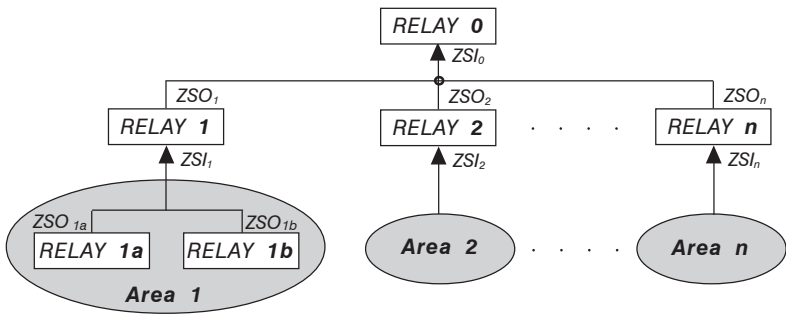 RELAY 0
ZSI0
ZSO1 ZSO2 ZSOn
RELAY 1 RELAY 2 . . . . RELAY n
ZSI1 ZSI2 ZSIn
ZSO 1a ZSO1b
RELAY 1a RELAY 1b Area 2 . . . . Area n
Area 1